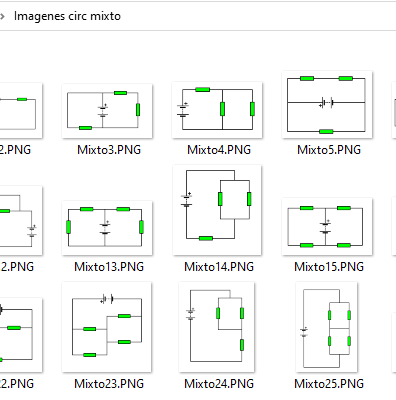 Imagenes circ mixto
2.PNG Mixto3.PNG Mixto4.PNG Mixto5.PNG
2.PNG Mixto13.PNG Mixto14.PNG Mixto15.PNG
22.PNG Mixto23.PNG Mixto24.PNG Mixto25.PNG